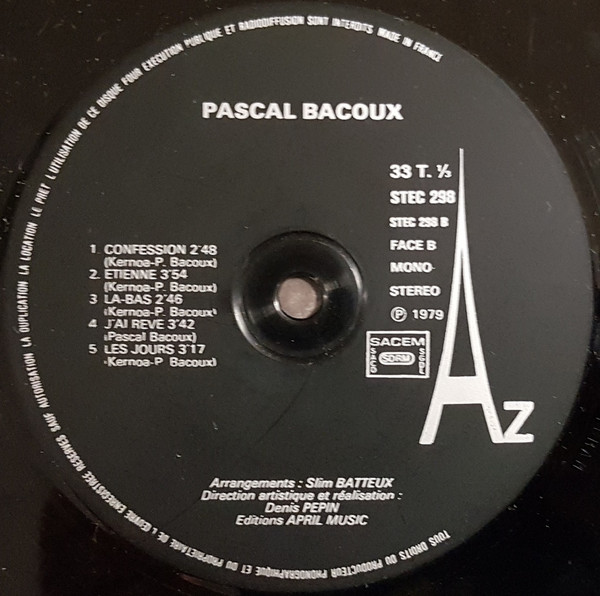 TOUS DROITS DU PRODUCTEUR PHONOGRAPHIQUE ET DU PROPRIETAIRE DE L'ŒUVRE ENREGISTREE RESERVES SAUF AUTORISATION LA DUPLICATION LA LOCATION LE PRET L'UTILISATION DE CE DISQUE POUR EXECUTION PUBLIQUE ET RADIODIFFUSION SONT INTERDITS MADE IN FRANCE
PASCAL BACOUX
33 T. ⅓
STEC 298
STEC 298 B
FACE B
MONO-
STEREO
℗ 1979
1 CONFESSION 2'48
(Kernoa-P. Bacoux)
2. ETIENNE 3'54
(Kernoa-P. Bacoux)
3 LA-BAS 2'46
(Kernoa-P. Bacoux)
4 J'AI REVE 3'42
(Pascal Bacoux)
5 LES JOURS 3'17
(Kernoa-P Bacoux)
SACEM
SACD
SDRM
SGDL
Az
Arrangements : Slim BATTEUX
Direction artistique et réalisation :
Denis PEPIN
Editions APRIL MUSIC